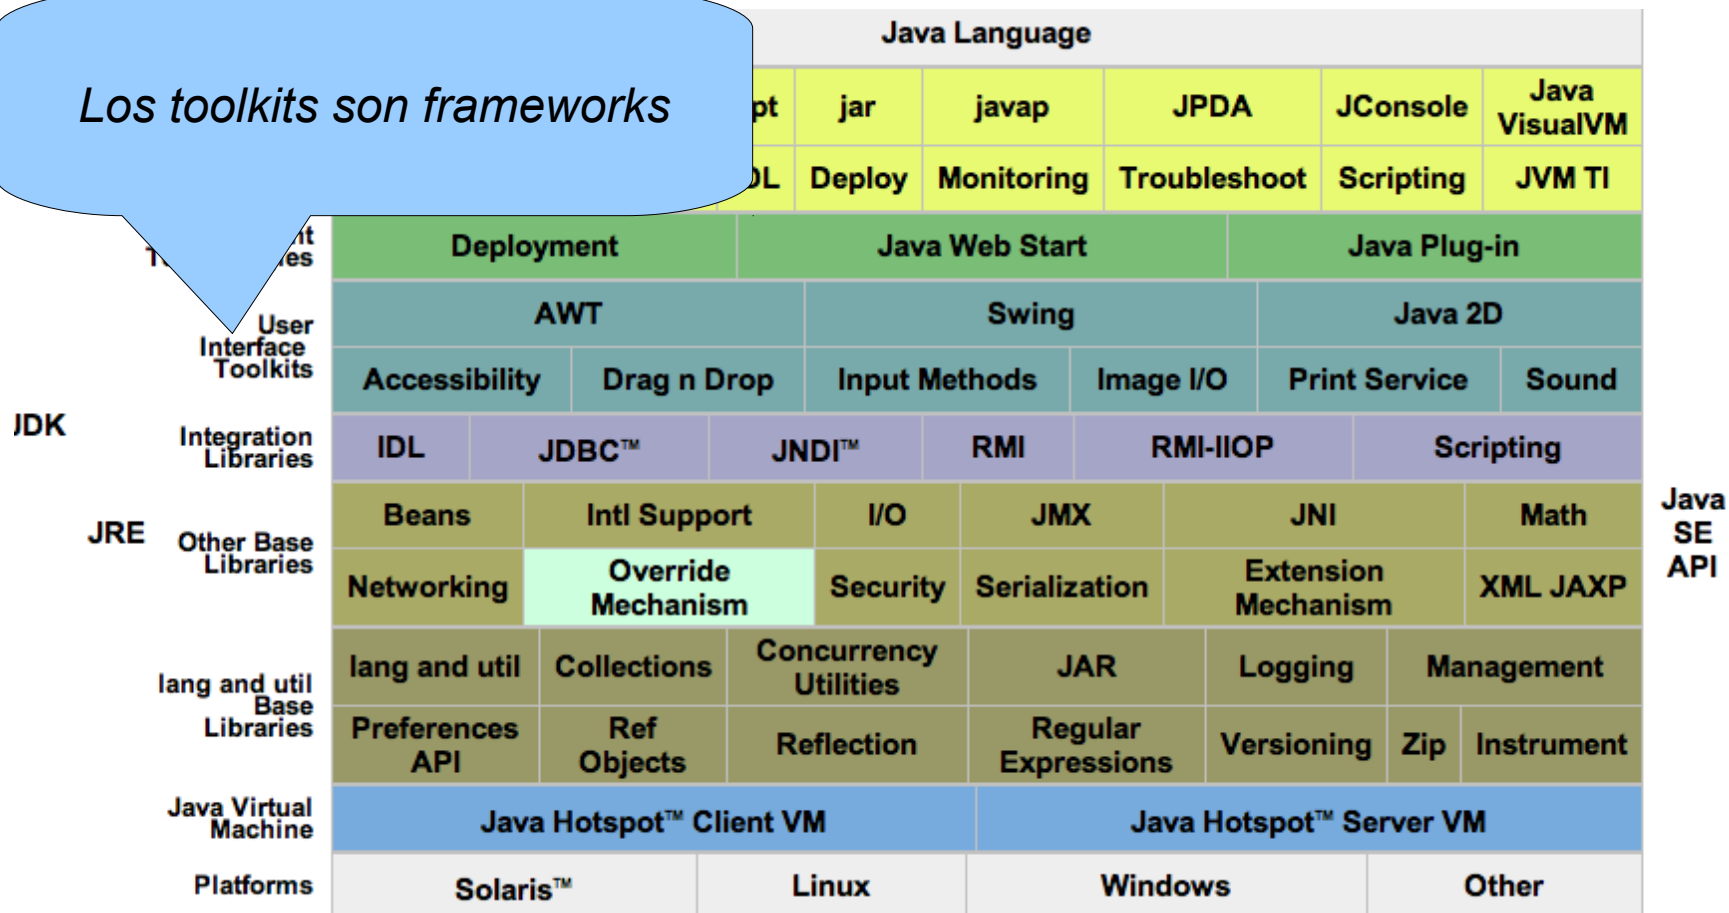 Los toolkits son frameworks
Java Language
jar javap JPDA JConsole Java VisualVM
Deploy Monitoring Troubleshoot Scripting JVM TI
Deployment Java Web Start Java Plug-in
User Interface Toolkits
AWT Swing Java 2D
Accessibility Drag n Drop Input Methods Image I/O Print Service Sound
JDK
Integration Libraries
IDL JDBC™ JNDI™ RMI RMI-IIOP Scripting
JRE
Other Base Libraries
Beans Intl Support I/O JMX JNI Math
Networking Override Mechanism Security Serialization Extension Mechanism XML JAXP
Java SE API
lang and util Base Libraries
lang and util Collections Concurrency Utilities JAR Logging Management
Preferences API Ref Objects Reflection Regular Expressions Versioning Zip Instrument
Java Virtual Machine
Java Hotspot™ Client VM Java Hotspot™ Server VM
Platforms
Solaris™ Linux Windows Other